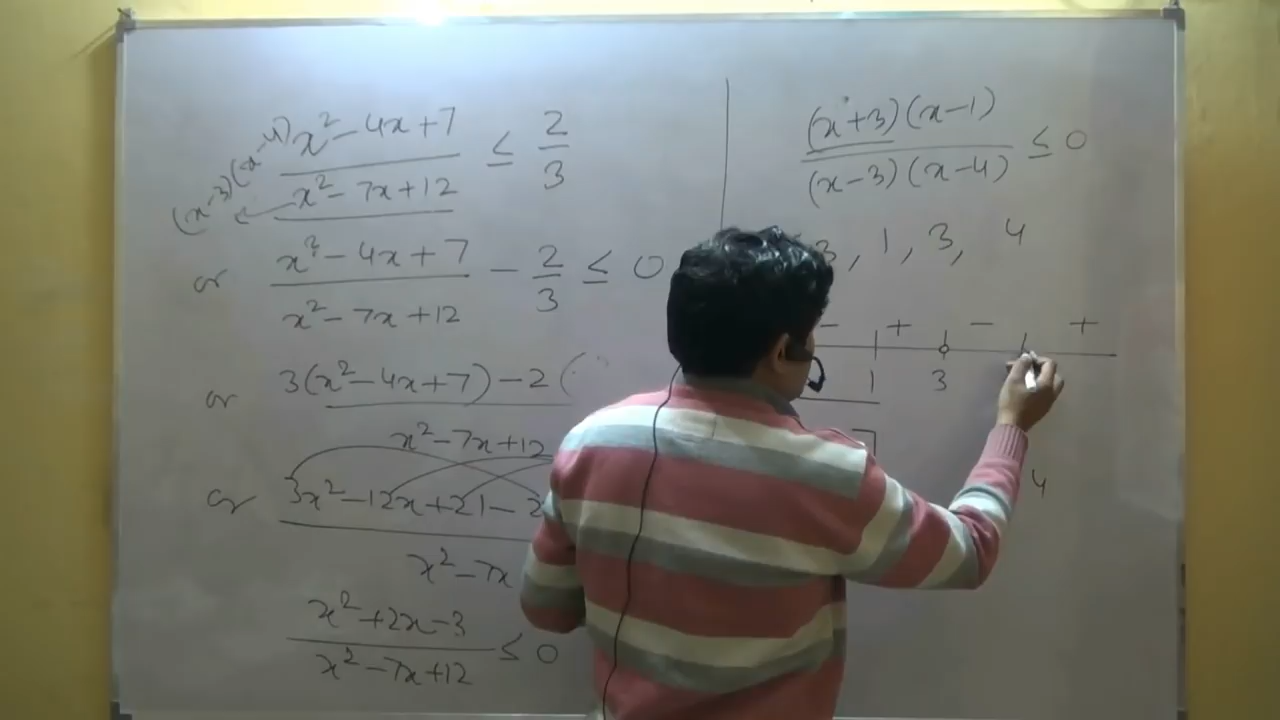 (x-3)(x-4)
x² - 4x + 7 / x² - 7x + 12 ≤ 2/3
or x² - 4x + 7 / x² - 7x + 12 - 2/3 ≤ 0
or 3(x² - 4x + 7) - 2(
x² - 7x + 12
or 3x² - 12x + 21 - 2
x² - 7x
x² + 2x - 3 / x² - 7x + 12 ≤ 0
(x + 3)(x - 1) / (x - 3)(x - 4) ≤ 0
3, 1, 3, 4
- + - +
1 3
4